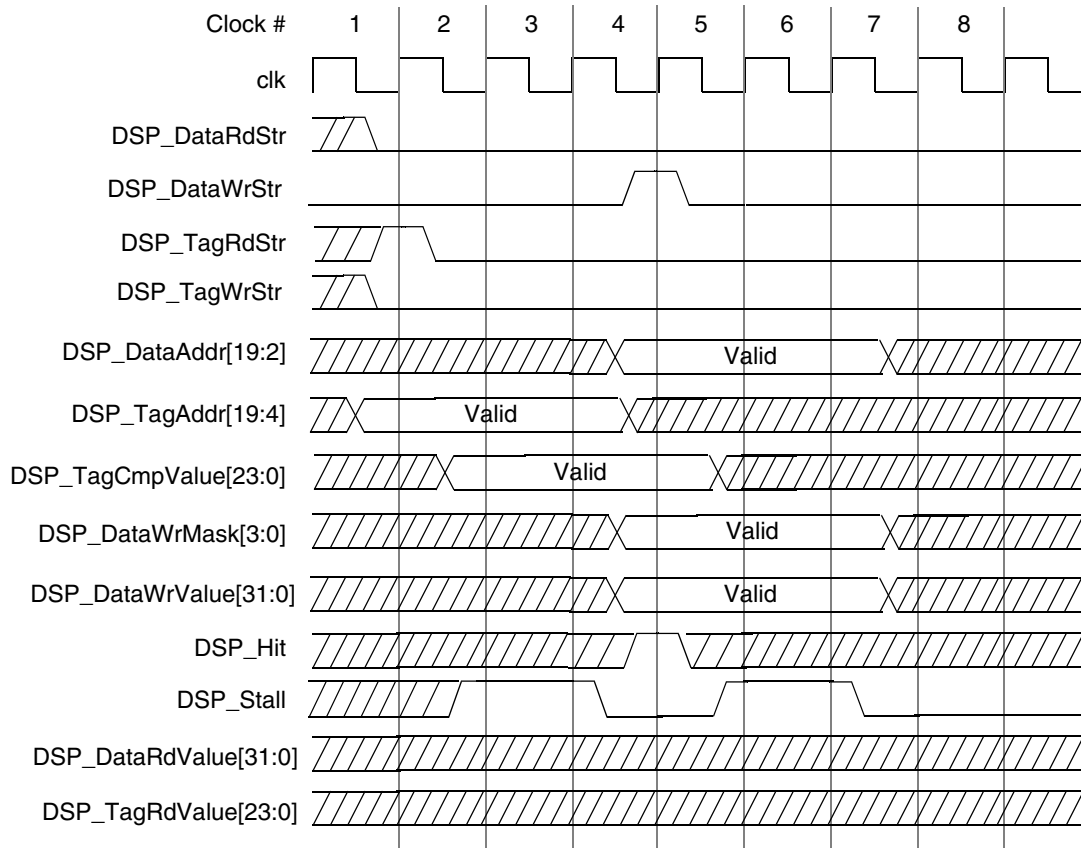 Clock # 1 2 3 4 5 6 7 8
clk
DSP_DataRdStr
DSP_DataWrStr
DSP_TagRdStr
DSP_TagWrStr
DSP_DataAddr[19:2] Valid
DSP_TagAddr[19:4] Valid
DSP_TagCmpValue[23:0] Valid
DSP_DataWrMask[3:0] Valid
DSP_DataWrValue[31:0] Valid
DSP_Hit
DSP_Stall
DSP_DataRdValue[31:0]
DSP_TagRdValue[23:0]